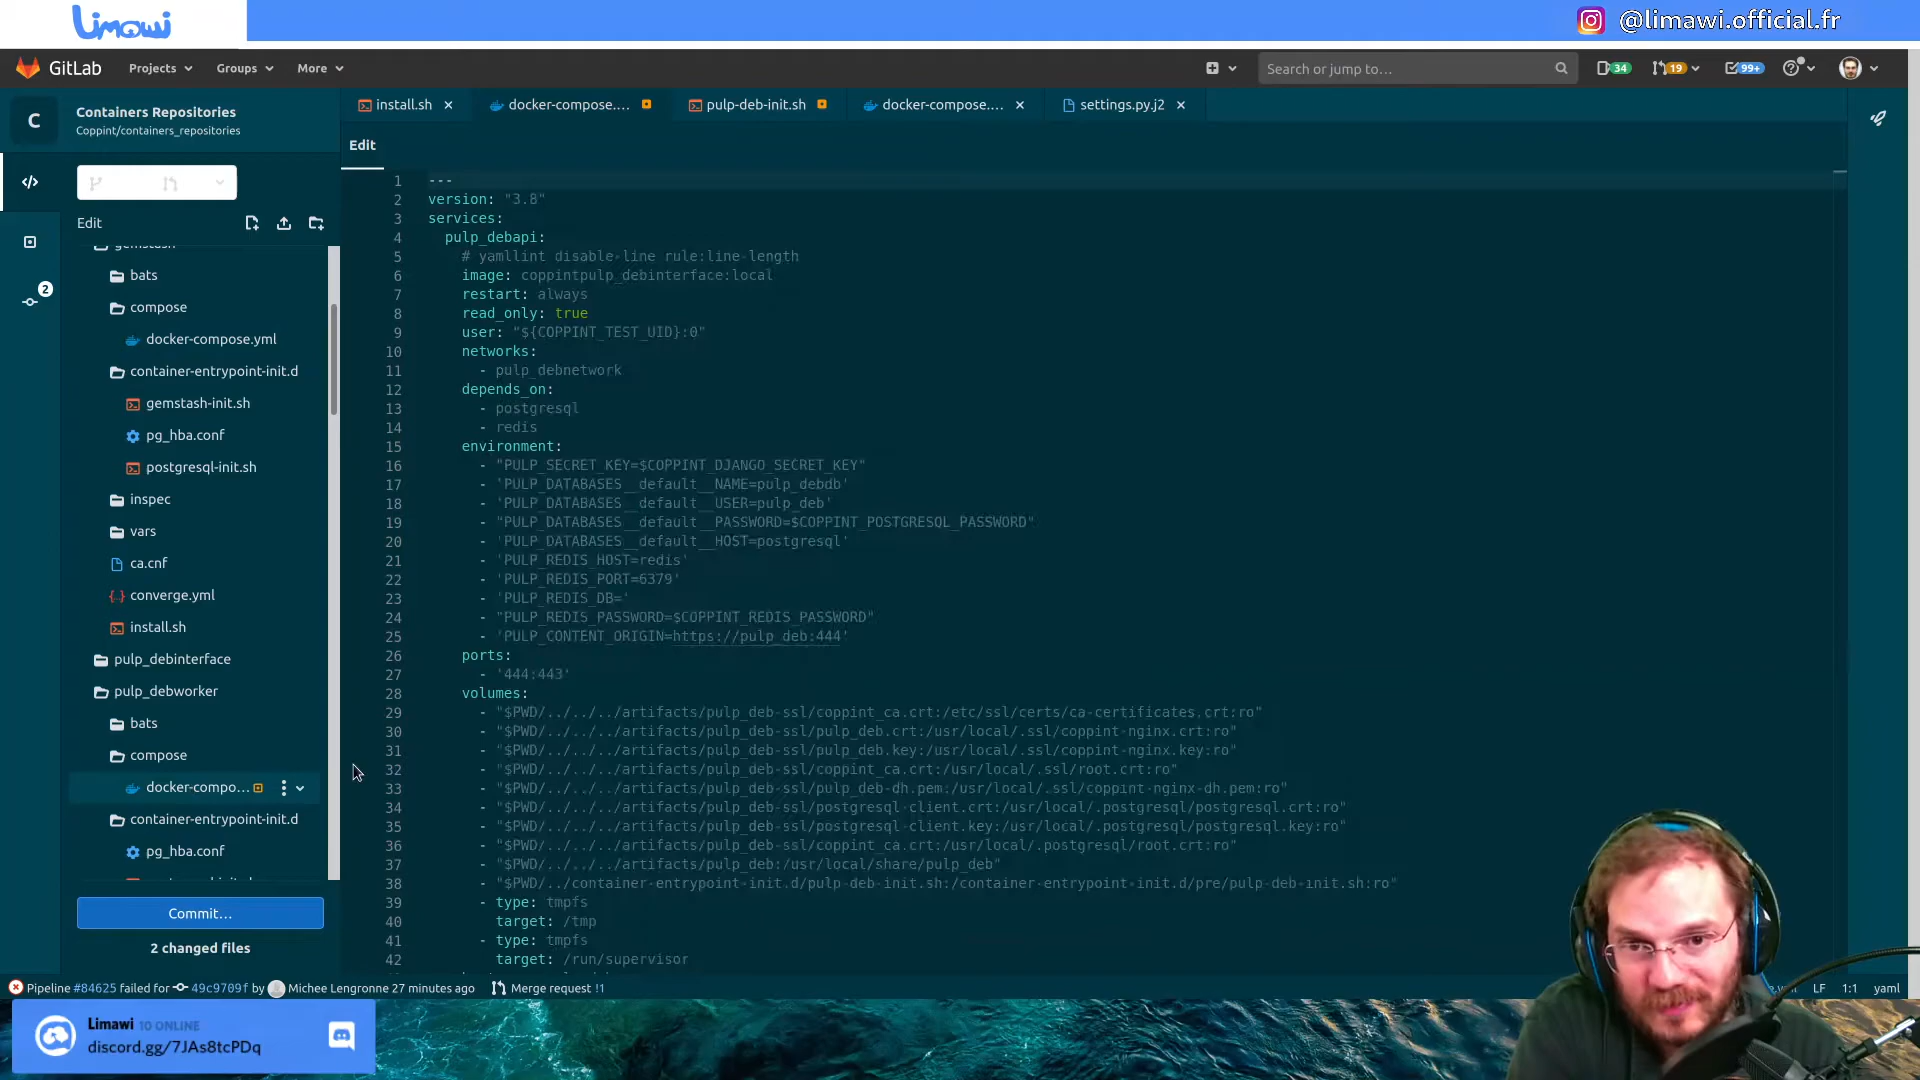 Limawi
@limawi.official.fr
GitLab
Projects
Groups
More
Search or jump to…
34
19
99+
C
Containers Repositories
Coppint/containers_repositories
install.sh
docker-compose....
pulp-deb-init.sh
docker-compose....
settings.py.j2
Edit
Edit
2
gemstash
bats
compose
docker-compose.yml
container-entrypoint-init.d
gemstash-init.sh
pg_hba.conf
postgresql-init.sh
inspec
vars
ca.cnf
converge.yml
install.sh
pulp_debinterface
pulp_debworker
bats
compose
docker-compo...
container-entrypoint-init.d
pg_hba.conf
Commit…
2 changed files
1 ---
2 version: "3.8"
3 services:
4 pulp_debapi:
5 # yamllint disable-line rule:line-length
6 image: coppintpulp_debinterface:local
7 restart: always
8 read_only: true
9 user: "${COPPINT_TEST_UID}:0"
10 networks:
11 - pulp_debnetwork
12 depends_on:
13 - postgresql
14 - redis
15 environment:
16 - "PULP_SECRET_KEY=$COPPINT_DJANGO_SECRET_KEY"
17 - 'PULP_DATABASES__default__NAME=pulp_debdb'
18 - 'PULP_DATABASES__default__USER=pulp_deb'
19 - "PULP_DATABASES__default__PASSWORD=$COPPINT_POSTGRESQL_PASSWORD"
20 - 'PULP_DATABASES__default__HOST=postgresql'
21 - 'PULP_REDIS_HOST=redis'
22 - 'PULP_REDIS_PORT=6379'
23 - 'PULP_REDIS_DB='
24 - "PULP_REDIS_PASSWORD=$COPPINT_REDIS_PASSWORD"
25 - 'PULP_CONTENT_ORIGIN=https://pulp_deb:444'
26 ports:
27 - '444:443'
28 volumes:
29 - "$PWD/../../../artifacts/pulp_deb-ssl/coppint_ca.crt:/etc/ssl/certs/ca-certificates.crt:ro"
30 - "$PWD/../../../artifacts/pulp_deb-ssl/pulp_deb.crt:/usr/local/.ssl/coppint-nginx.crt:ro"
31 - "$PWD/../../../artifacts/pulp_deb-ssl/pulp_deb.key:/usr/local/.ssl/coppint-nginx.key:ro"
32 - "$PWD/../../../artifacts/pulp_deb-ssl/coppint_ca.crt:/usr/local/.ssl/root.crt:ro"
33 - "$PWD/../../../artifacts/pulp_deb-ssl/pulp_deb-dh.pem:/usr/local/.ssl/coppint-nginx-dh.pem:ro"
34 - "$PWD/../../../artifacts/pulp_deb-ssl/postgresql-client.crt:/usr/local/.postgresql/postgresql.crt:ro"
35 - "$PWD/../../../artifacts/pulp_deb-ssl/postgresql-client.key:/usr/local/.postgresql/postgresql.key:ro"
36 - "$PWD/../../../artifacts/pulp_deb-ssl/coppint_ca.crt:/usr/local/.postgresql/root.crt:ro"
37 - "$PWD/../../../artifacts/pulp_deb:/usr/local/share/pulp_deb"
38 - "$PWD/../container-entrypoint-init.d/pulp-deb-init.sh:/container-entrypoint-init.d/pre/pulp-deb-init.sh:ro"
39 - type: tmpfs
40 target: /tmp
41 - type: tmpfs
42 target: /run/supervisor
Pipeline #84625 failed for 49c9709f by Michee Lengronne 27 minutes ago
Merge request !1
LF
1:1
yaml
Limawi 10 ONLINE
discord.gg/7JAs8tcPDq